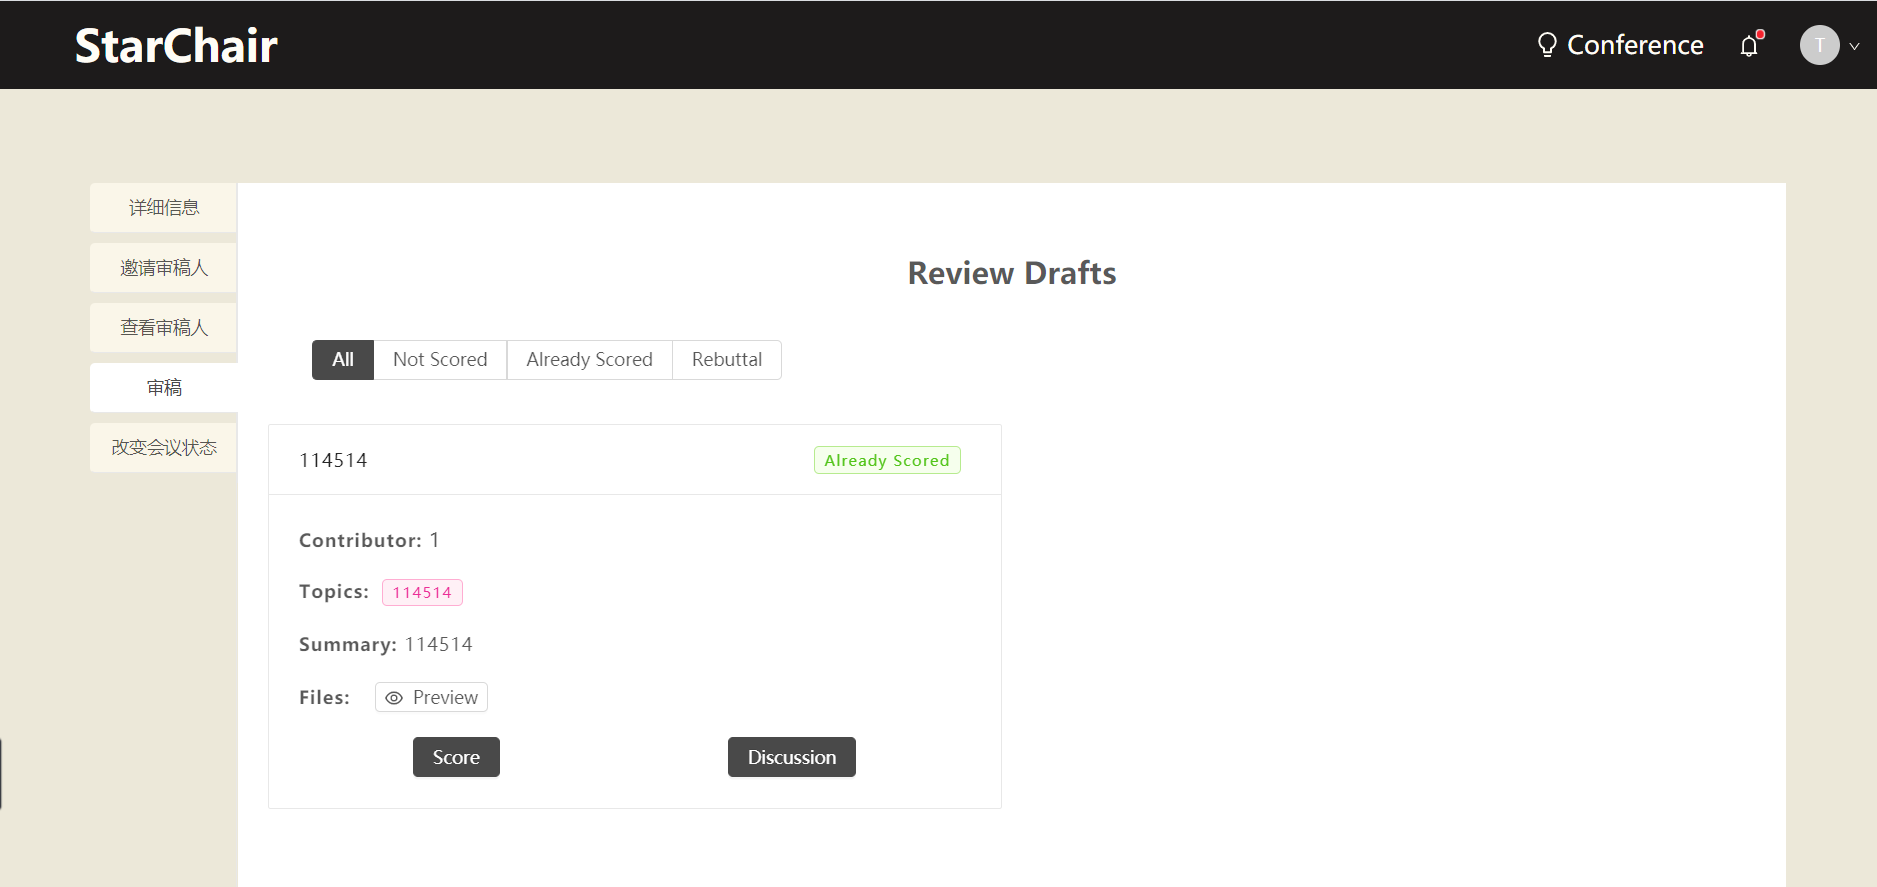 StarChair
Conference
T
详细信息
邀请审稿人
查看审稿人
审稿
改变会议状态
Review Drafts
All Not Scored Already Scored Rebuttal
114514 Already Scored
Contributor: 1
Topics: 114514
Summary: 114514
Files: Preview
Score Discussion